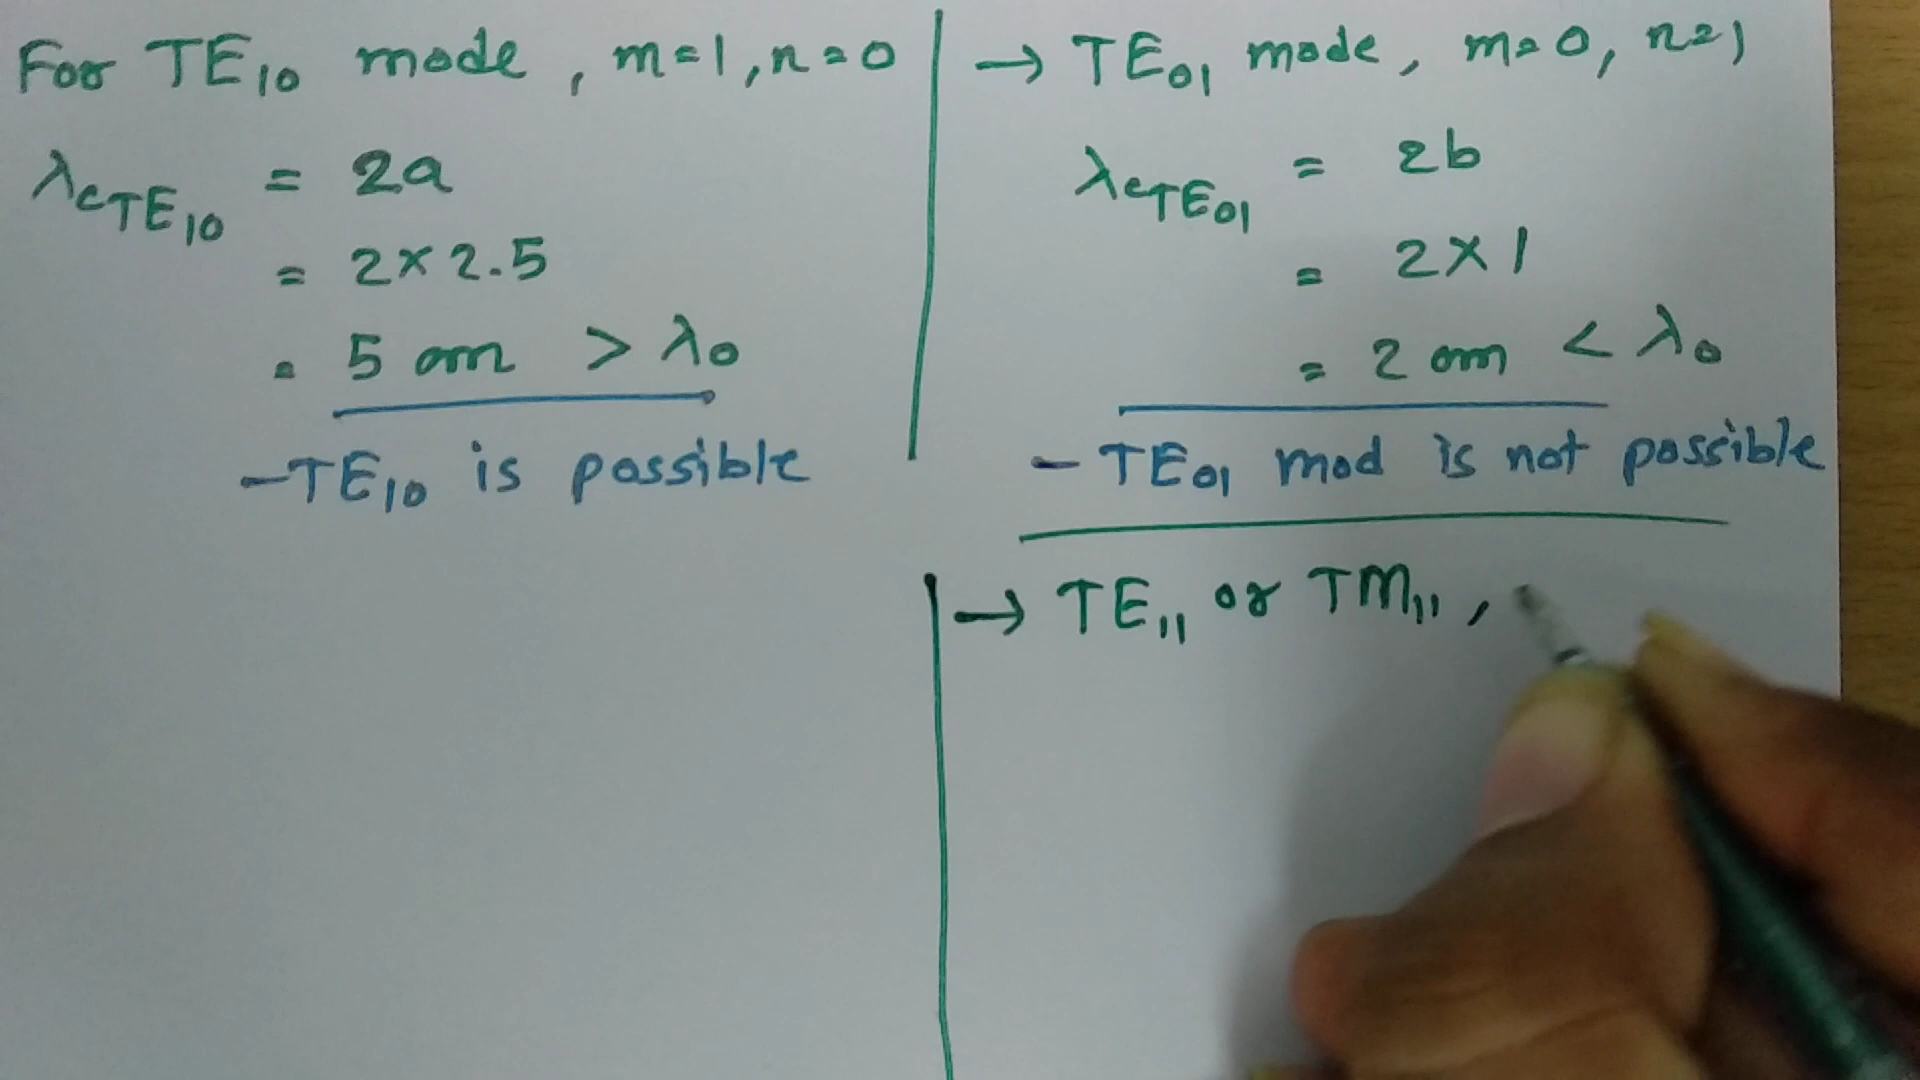 For TE10 mode, m=1, n=0
λcTE10 = 2a
= 2×2.5
= 5 cm > λ0
-TE10 is possible
→ TE01 mode, m=0, n=1
λcTE01 = 2b
= 2×1
= 2 cm < λ0
- TE01 mod is not possible
→ TE11 or TM11,